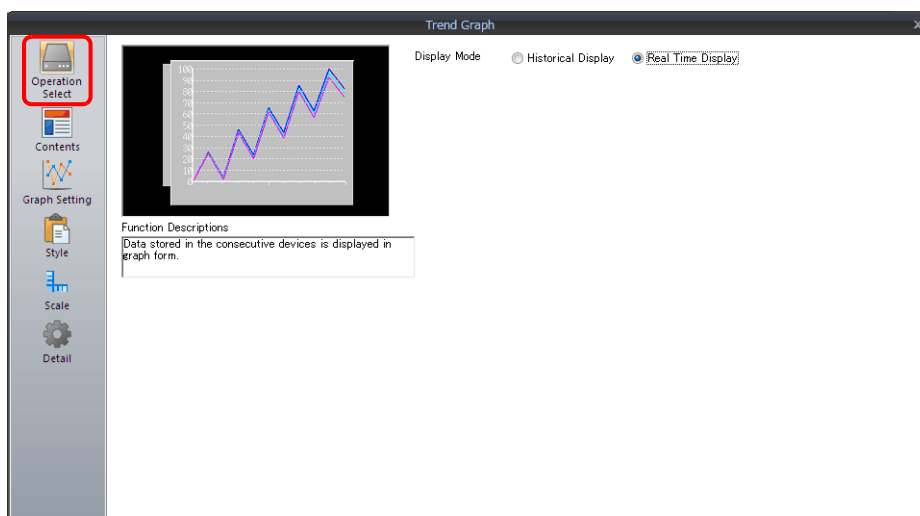 Trend Graph
x
Operation
Select
Contents
Graph Setting
Style
Scale
Detail
100
90
80
70
60
50
40
30
20
10
0
Function Descriptions
Data stored in the consecutive devices is displayed in
graph form.
Display Mode Historical Display Real Time Display